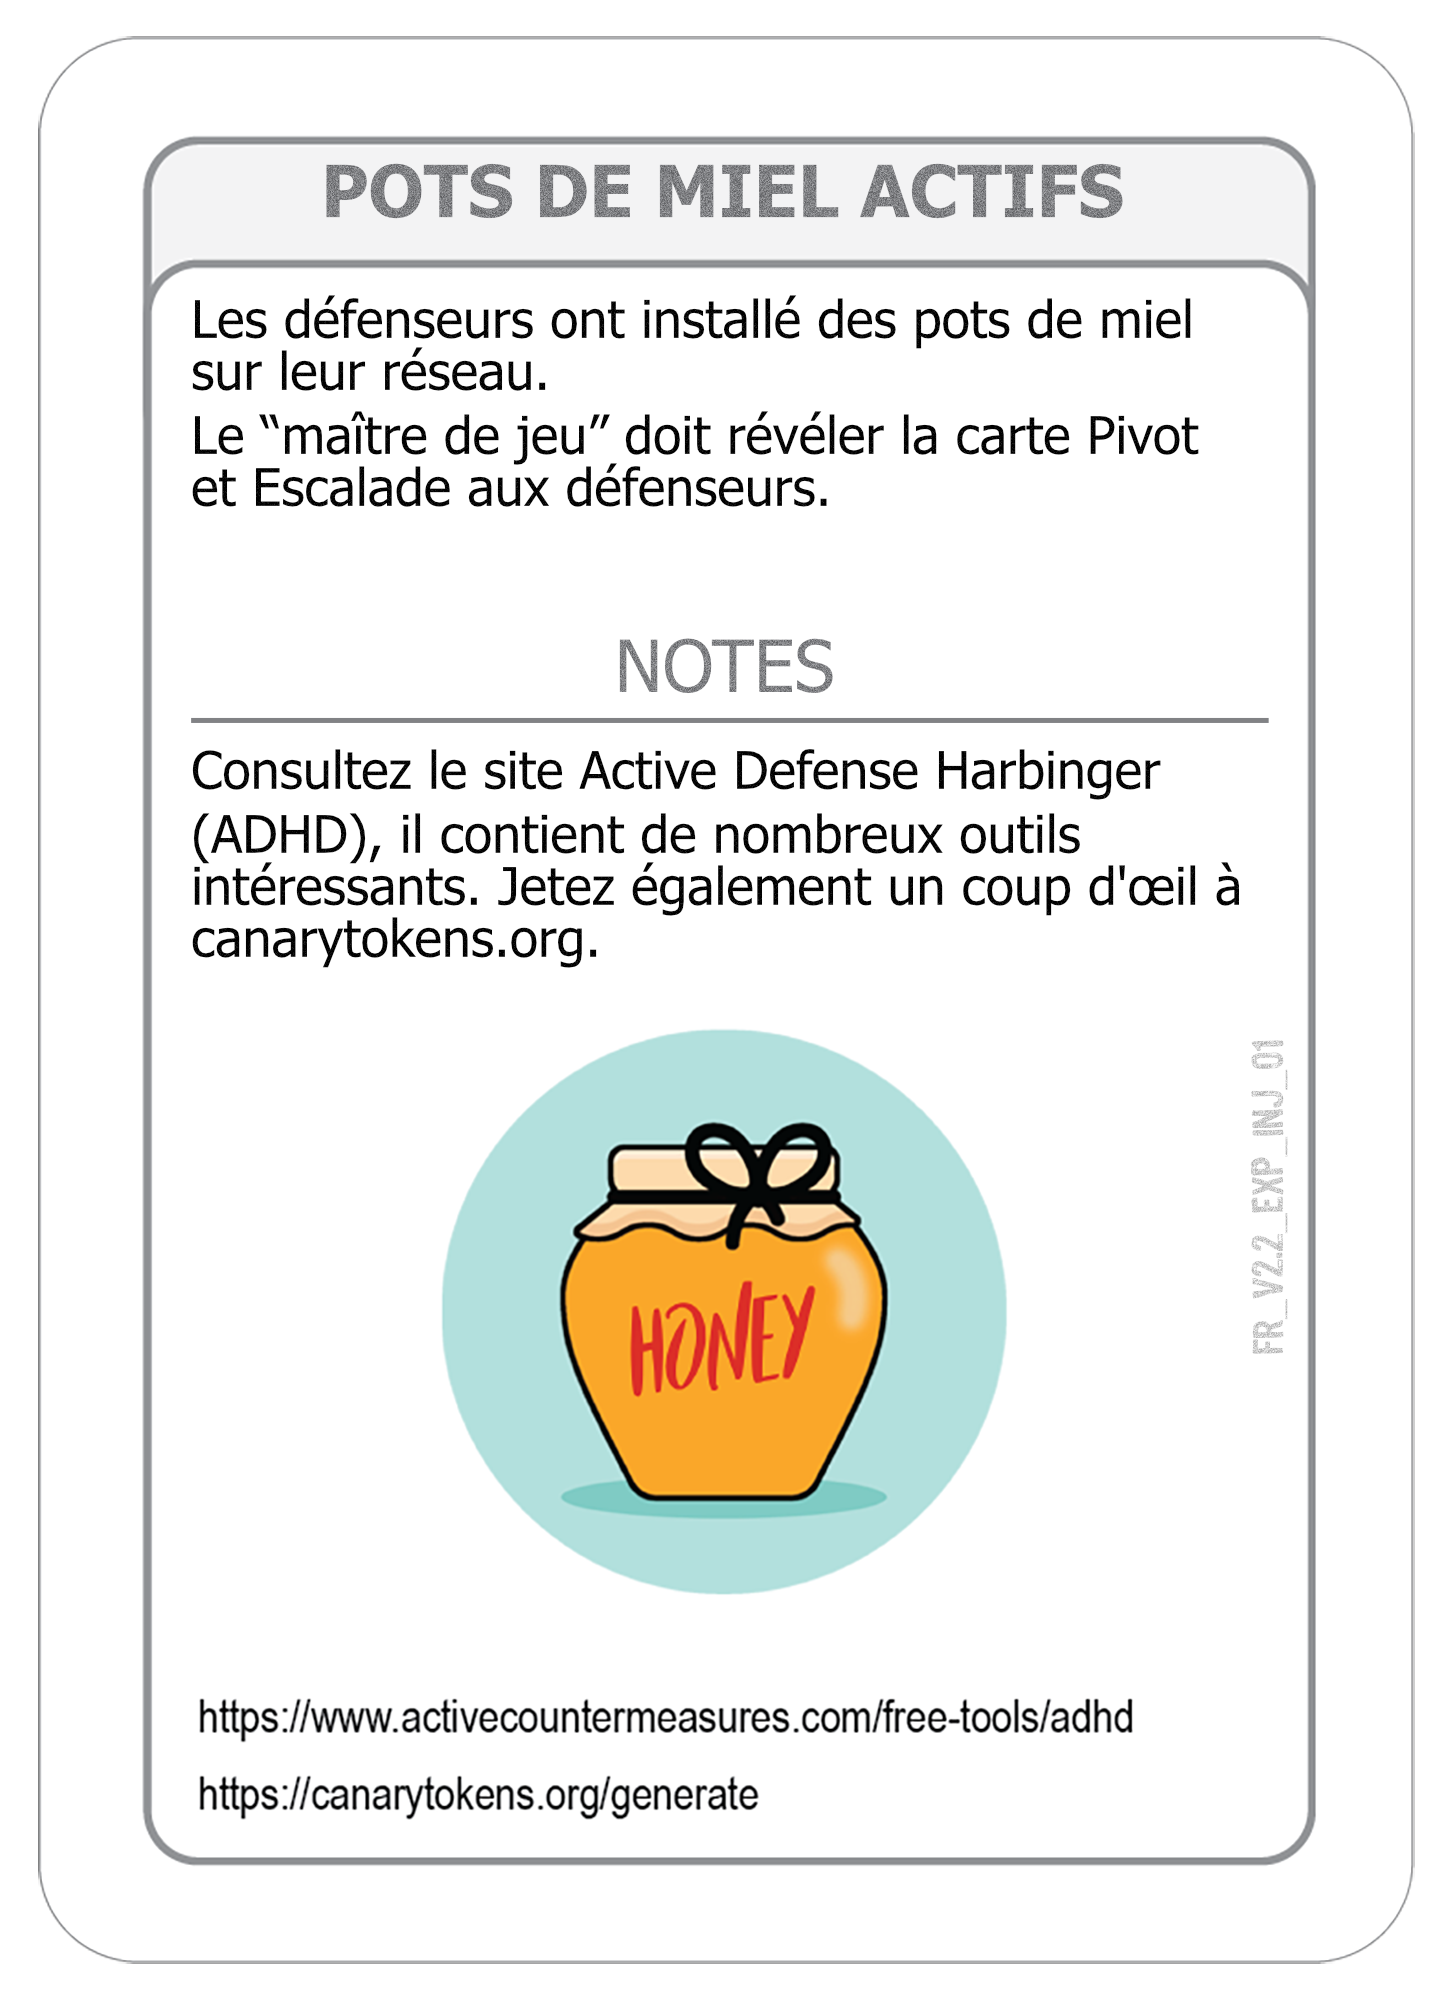 POTS DE MIEL ACTIFS
Les défenseurs ont installé des pots de miel
sur leur réseau.
Le “maître de jeu” doit révéler la carte Pivot
et Escalade aux défenseurs.
NOTES
Consultez le site Active Defense Harbinger
(ADHD), il contient de nombreux outils
intéressants. Jetez également un coup d'œil à
canarytokens.org.
FR_V2.2_EXP_INJ_01
HONEY
https://www.activecountermeasures.com/free-tools/adhd
https://canarytokens.org/generate